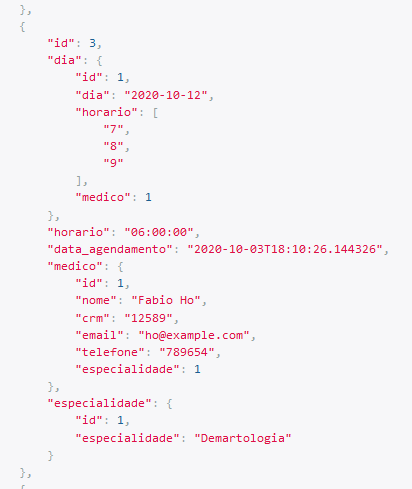 },
{
"id": 3,
"dia": {
"id": 1,
"dia": "2020-10-12",
"horario": [
"7",
"8",
"9"
],
"medico": 1
},
"horario": "06:00:00",
"data_agendamento": "2020-10-03T18:10:26.144326",
"medico": {
"id": 1,
"nome": "Fabio Ho",
"crm": "12589",
"email": "ho@example.com",
"telefone": "789654",
"especialidade": 1
},
"especialidade": {
"id": 1,
"especialidade": "Demartologia"
}
},
{